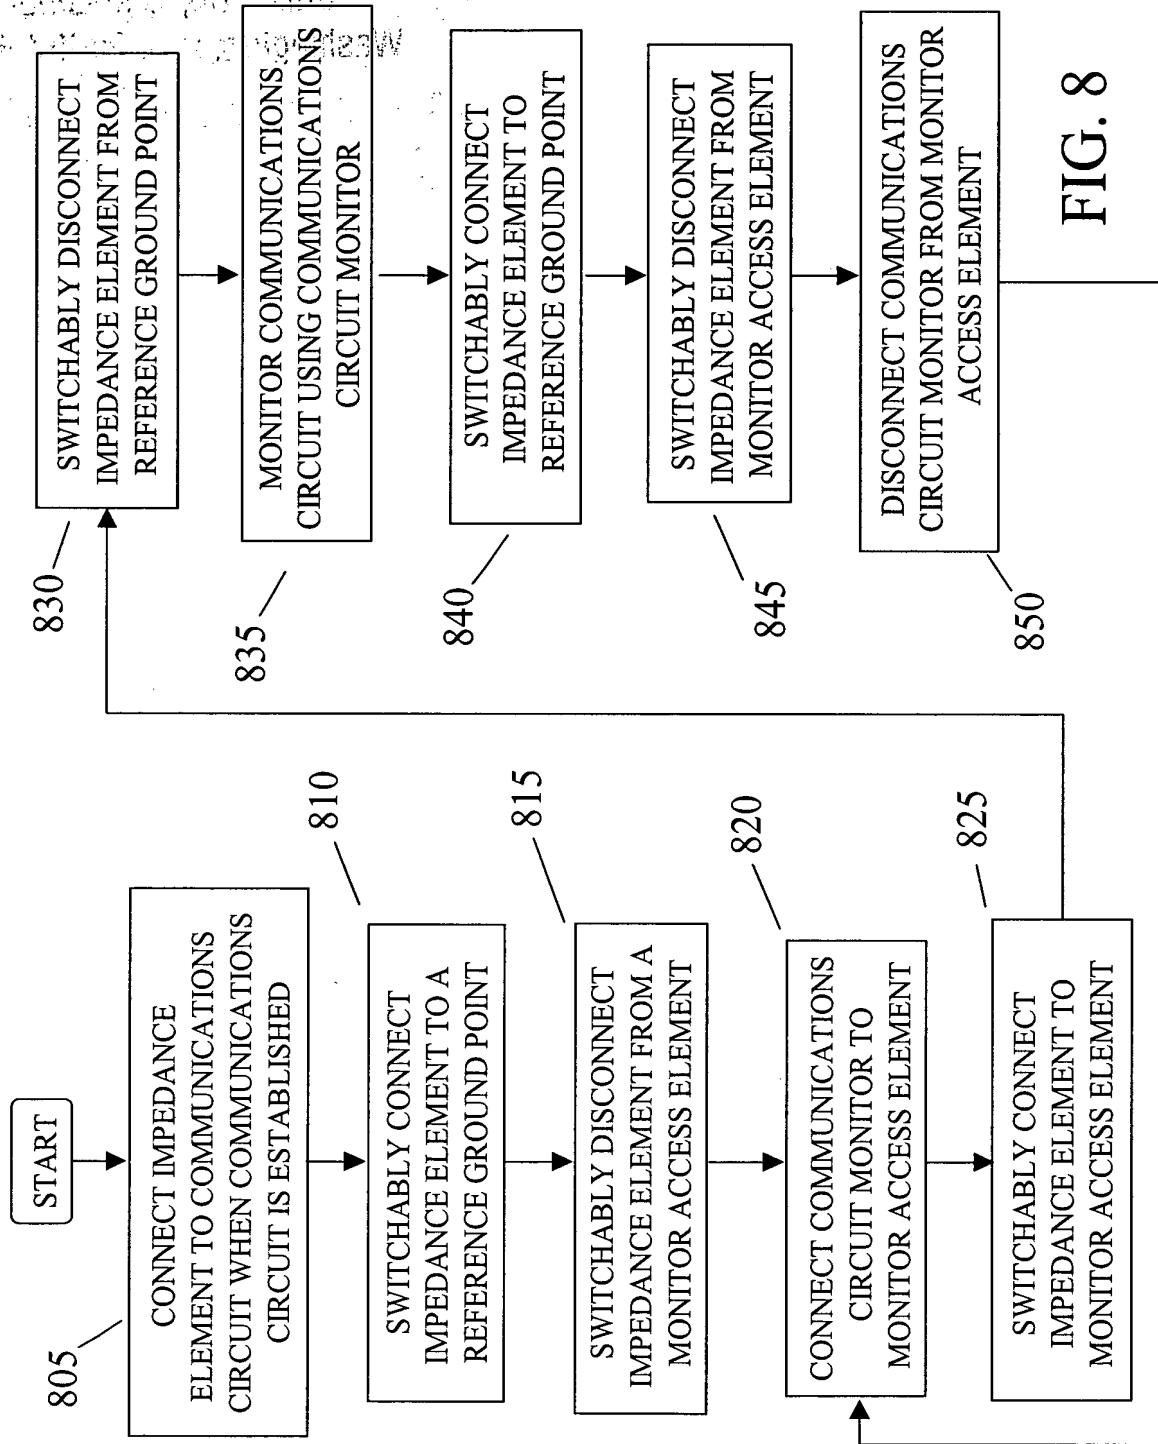 START
805
CONNECT IMPEDANCE
ELEMENT TO COMMUNICATIONS
CIRCUIT WHEN COMMUNICATIONS
CIRCUIT IS ESTABLISHED
810
SWITCHABLY CONNECT
IMPEDANCE ELEMENT TO A
REFERENCE GROUND POINT
815
SWITCHABLY DISCONNECT
IMPEDANCE ELEMENT FROM A
MONITOR ACCESS ELEMENT
820
CONNECT COMMUNICATIONS
CIRCUIT MONITOR TO
MONITOR ACCESS ELEMENT
825
SWITCHABLY CONNECT
IMPEDANCE ELEMENT TO
MONITOR ACCESS ELEMENT
830
SWITCHABLY DISCONNECT
IMPEDANCE ELEMENT FROM
REFERENCE GROUND POINT
835
MONITOR COMMUNICATIONS
CIRCUIT USING COMMUNICATIONS
CIRCUIT MONITOR
840
SWITCHABLY CONNECT
IMPEDANCE ELEMENT TO
REFERENCE GROUND POINT
845
SWITCHABLY DISCONNECT
IMPEDANCE ELEMENT FROM
MONITOR ACCESS ELEMENT
850
DISCONNECT COMMUNICATIONS
CIRCUIT MONITOR FROM MONITOR
ACCESS ELEMENT
FIG. 8